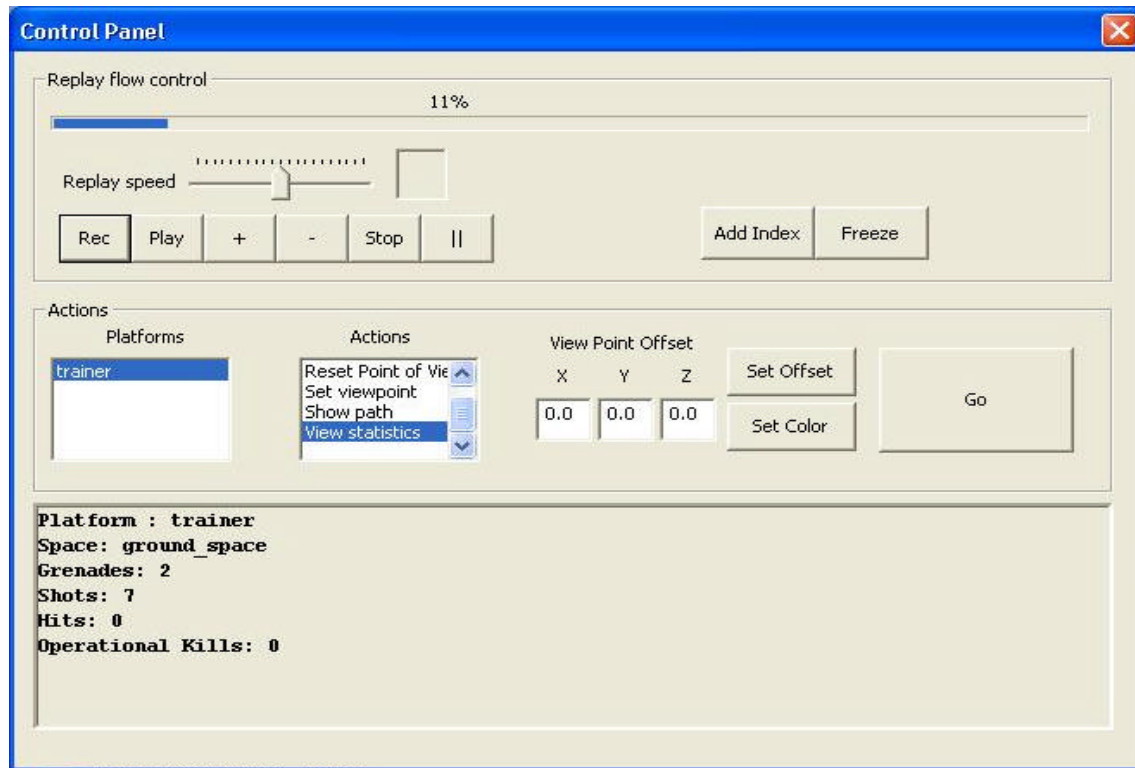 Control Panel
Replay flow control
11%
Replay speed
Rec Play + - Stop ||
Add Index Freeze
Actions
Platforms
trainer
Actions
Reset Point of Vie
Set viewpoint
Show path
View statistics
View Point Offset
X Y Z
0.0 0.0 0.0
Set Offset
Set Color
Go
Platform : trainer
Space: ground_space
Grenades: 2
Shots: 7
Hits: 0
Operational Kills: 0